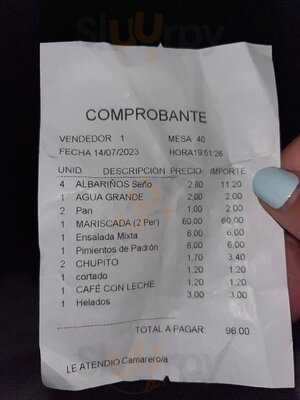 Sluurpy
COMPROBANTE
VENDEDOR 1 MESA 40
FECHA 14/07/2023 HORA19:51:26
UNID. DESCRIPCIÓN PRECIO IMPORTE
4 ALBARIÑOS Seño 2,80 11,20
1 AGUA GRANDE 2,00 2,00
2 Pan 1,00 2,00
1 MARISCADA (2 Per) 60,00 60,00
1 Ensalada Mixta 6,00 6,00
1 Pimientos de Padrón 6,00 6,00
2 CHUPITO 1,70 3,40
1 cortado 1,20 1,20
1 CAFÉ CON LECHE 1,20 1,20
1 Helados 3,00 3,00
TOTAL A PAGAR: 96,00
LE ATENDIO Camarero/a